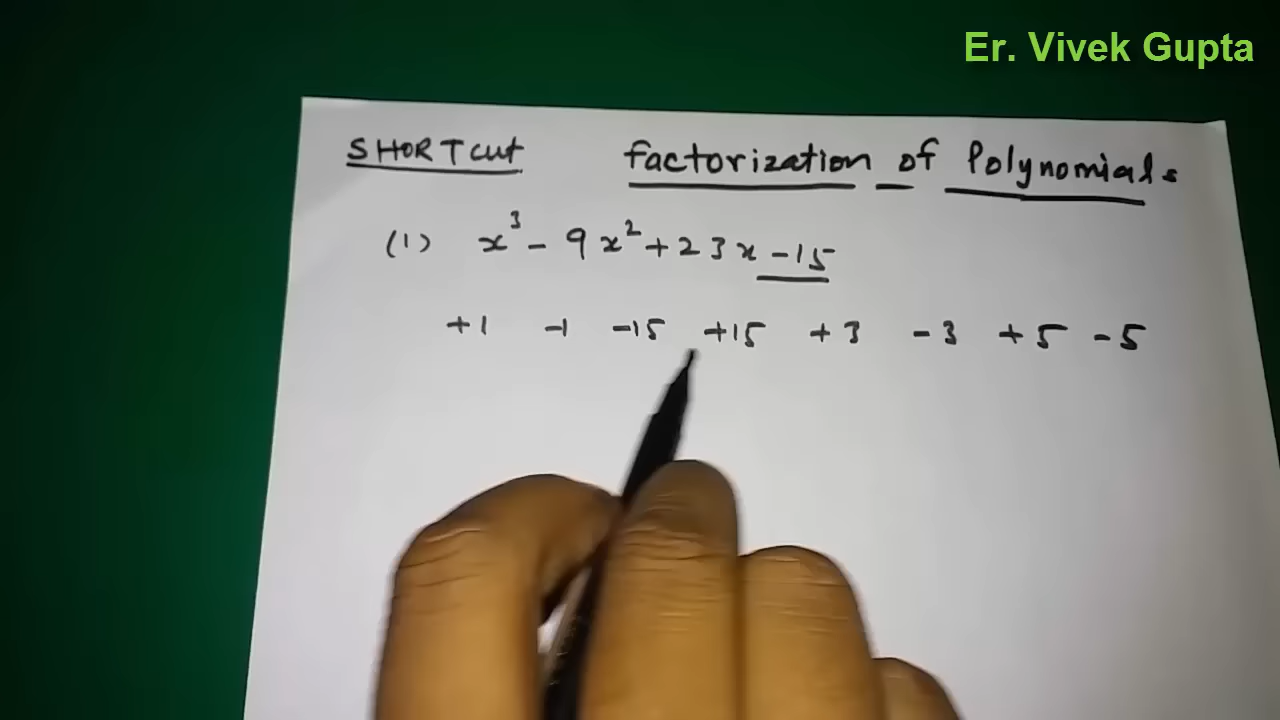 Er. Vivek Gupta
SHORTcut factorization of Polynomials
(1) x³ - 9x² + 23x - 15
+1 -1 -15 +15 +3 -3 +5 -5